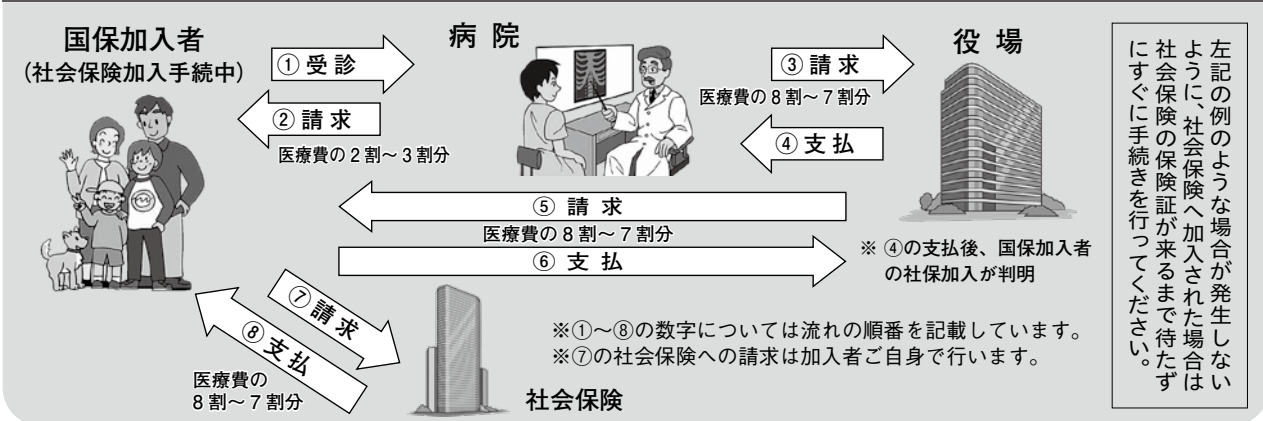 国保加入者
(社会保険加入手続中)
① 受 診
② 請 求
医療費の2割～3割分
病 院
③ 請 求
医療費の8割～7割分
④ 支 払
役 場
⑤ 請 求
医療費の8割～7割分
⑥ 支 払
※ ④の支払後、国保加入者
の社保加入が判明
⑦ 請 求
⑧ 支 払
医療費の
8割～7割分
社会保険
※①～⑧の数字については流れの順番を記載しています。
※⑦の社会保険への請求は加入者ご自身で行います。
左記の例のような場合が発生しない
ように、社会保険へ加入された場合は
社会保険の保険証が来るまで待たず
にすぐに手続きを行ってください。